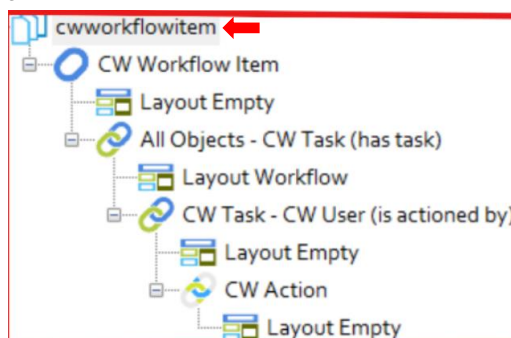 cwworkflowitem
CW Workflow Item
Layout Empty
All Objects - CW Task (has task)
Layout Workflow
CW Task - CW User (is actioned by)
Layout Empty
CW Action
Layout Empty